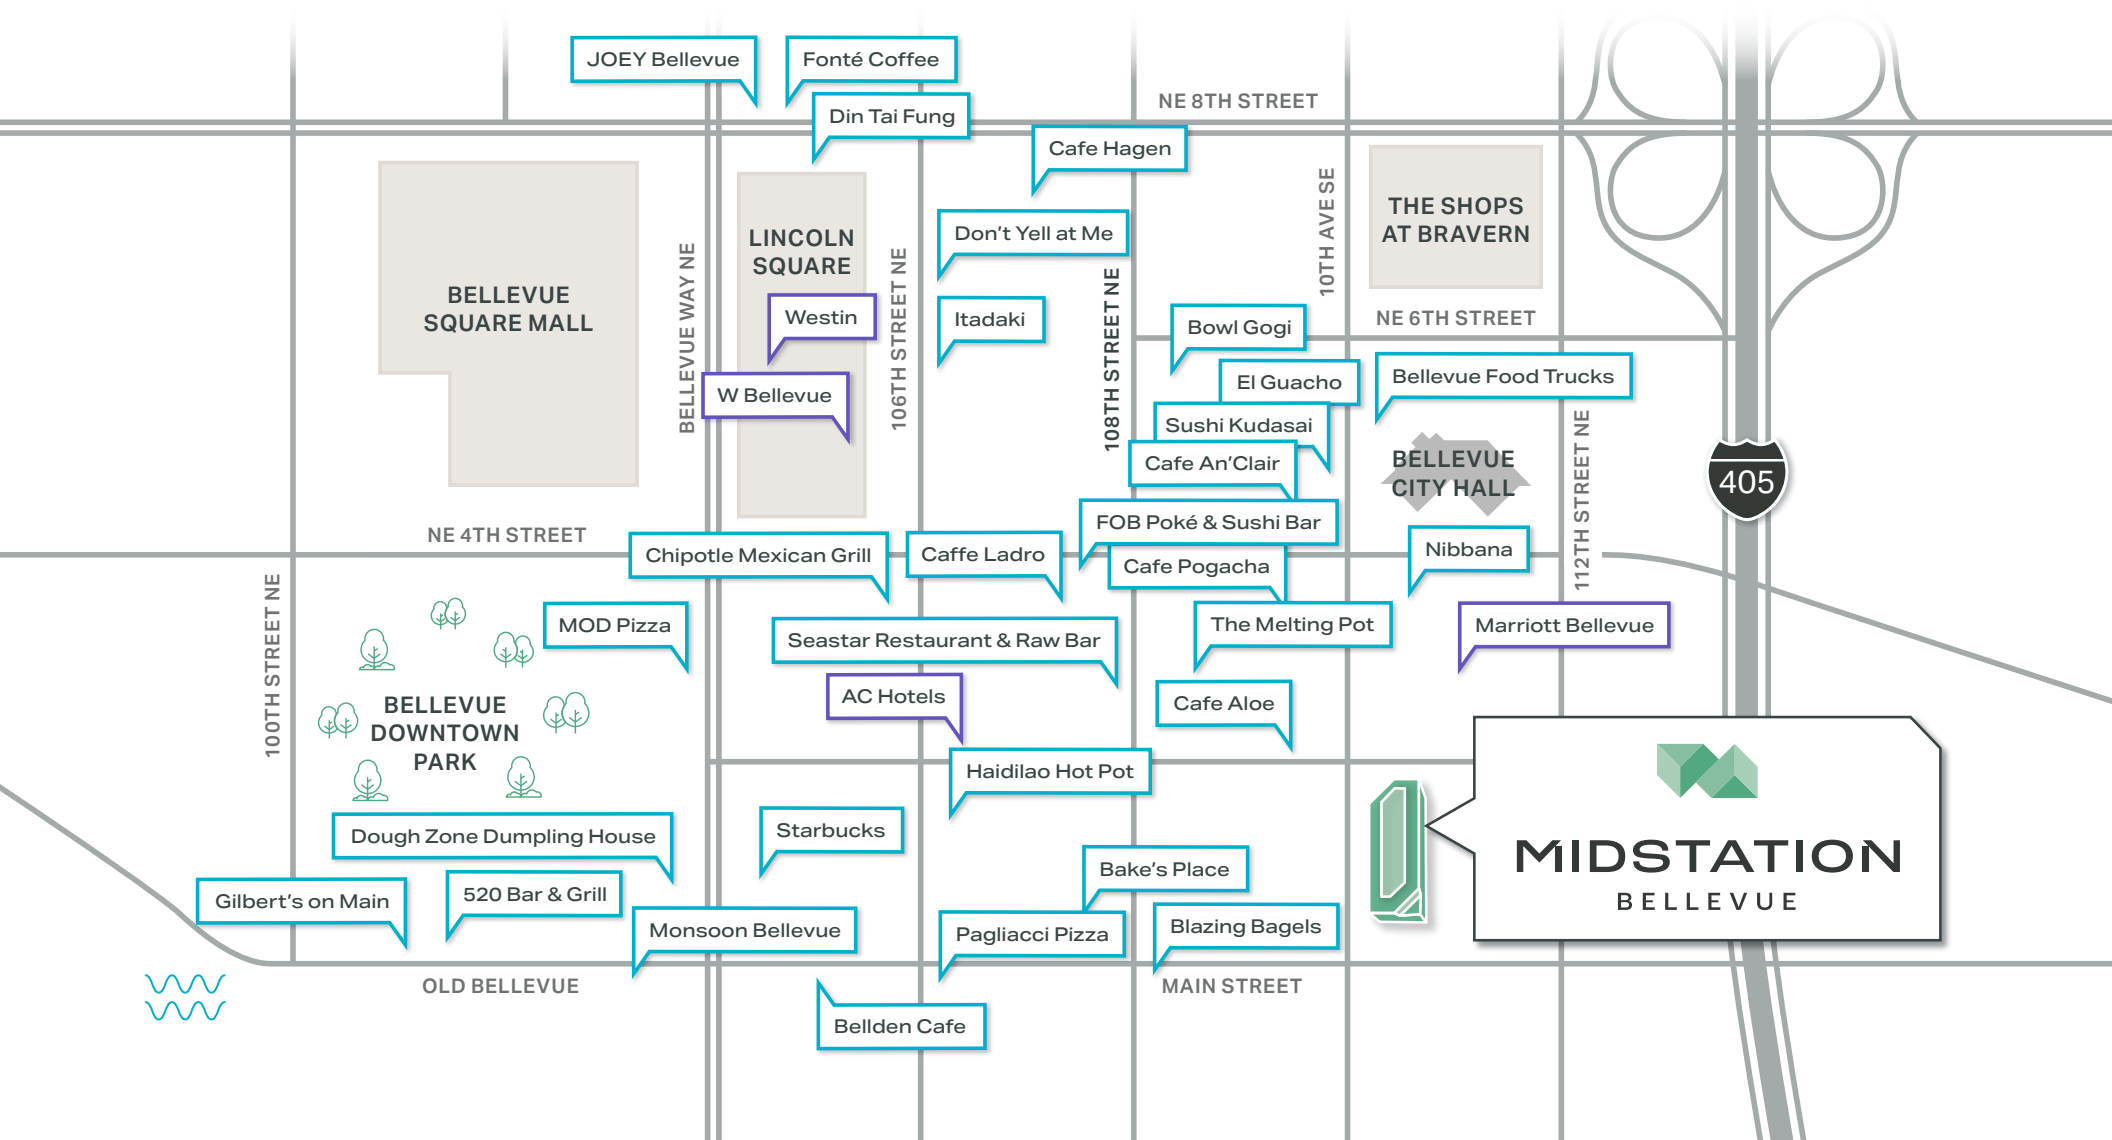 JOEY Bellevue
Fonté Coffee
Din Tai Fung
NE 8TH STREET
Cafe Hagen
BELLEVUE
SQUARE MALL
BELLEVUE WAY NE
LINCOLN
SQUARE
Westin
W Bellevue
106TH STREET NE
Don't Yell at Me
Itadaki
108TH STREET NE
10TH AVE SE
THE SHOPS
AT BRAVERN
NE 6TH STREET
Bowl Gogi
El Guacho
Bellevue Food Trucks
Sushi Kudasai
Cafe An'Clair
BELLEVUE
CITY HALL
112TH STREET NE
405
NE 4TH STREET
Chipotle Mexican Grill
Caffe Ladro
FOB Poké & Sushi Bar
Cafe Pogacha
Nibbana
100TH STREET NE
MOD Pizza
Seastar Restaurant & Raw Bar
The Melting Pot
Marriott Bellevue
AC Hotels
Cafe Aloe
BELLEVUE
DOWNTOWN
PARK
Haidilao Hot Pot
Dough Zone Dumpling House
Starbucks
MIDSTATION
BELLEVUE
Gilbert's on Main
520 Bar & Grill
Monsoon Bellevue
Bake's Place
Pagliacci Pizza
Blazing Bagels
OLD BELLEVUE
MAIN STREET
Bellden Cafe